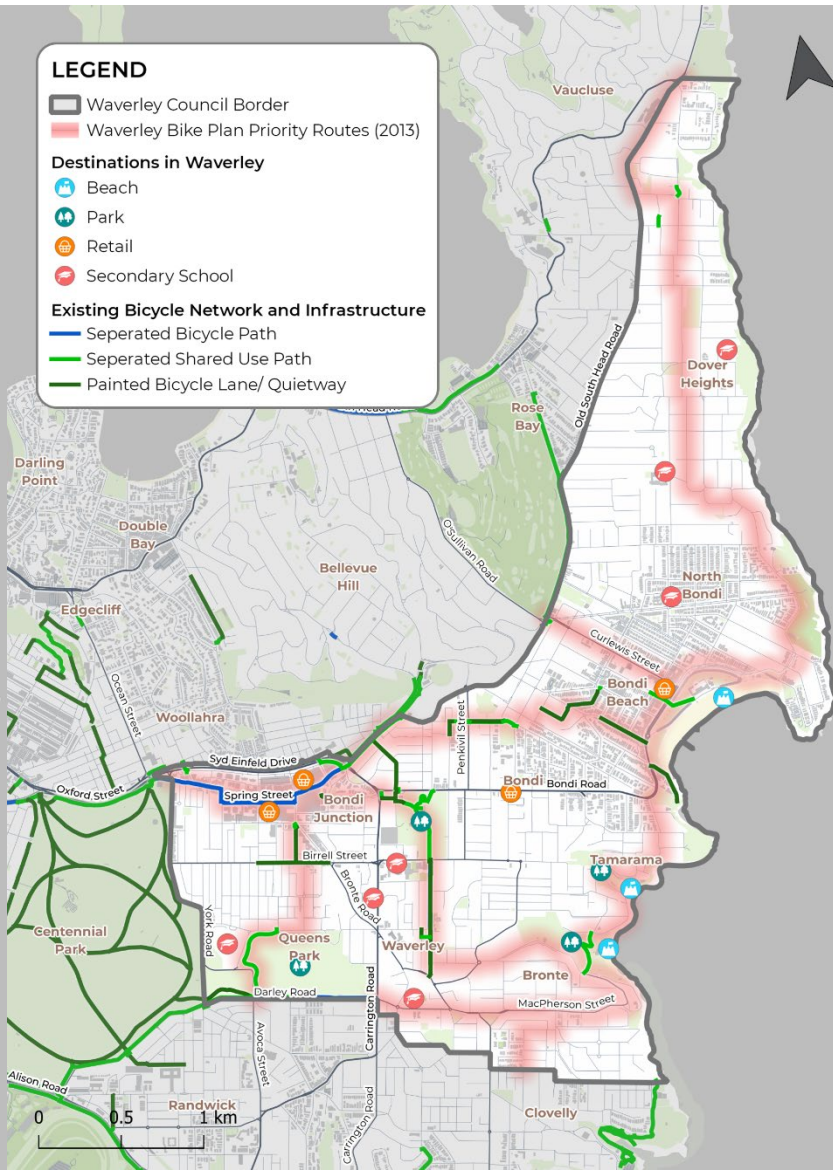 LEGEND
Waverley Council Border
Waverley Bike Plan Priority Routes (2013)
Destinations in Waverley
Beach
Park
Retail
Secondary School
Existing Bicycle Network and Infrastructure
Seperated Bicycle Path
Seperated Shared Use Path
Painted Bicycle Lane/ Quietway
Vaucluse
Dover
Heights
Old South Head Road
Rose
Bay
Darling
Point
Double
Bay
O'Sullivan Road
Bellevue
Hill
Edgecliff
North
Bondi
Curlewis Street
Ocean Street
Woollahra
Bondi
Beach
Penkivil Street
Syd Einfeld Drive
Oxford Street
Spring Street
Bondi
Bondi Road
Bondi
Junction
Birrell Street
Tamarama
Bronte Road
York Road
Centennial
Park
Queens
Park
Waverley
Bronte
Darley Road
MacPherson Street
Carrington Road
Avoca Street
Alison Road
Randwick
Carrington Road
Clovelly
0 0.5 1 km